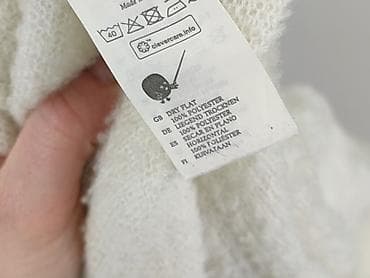 Made
40
clevercare.info
GB DRY FLAT
100% POLYESTER
DE LIEGEND TROCKNEN
100% POLYESTER
ES SECAR EN PLANO
HORIZONTAL
100% POLIÉSTER
FI KUIVATAAN